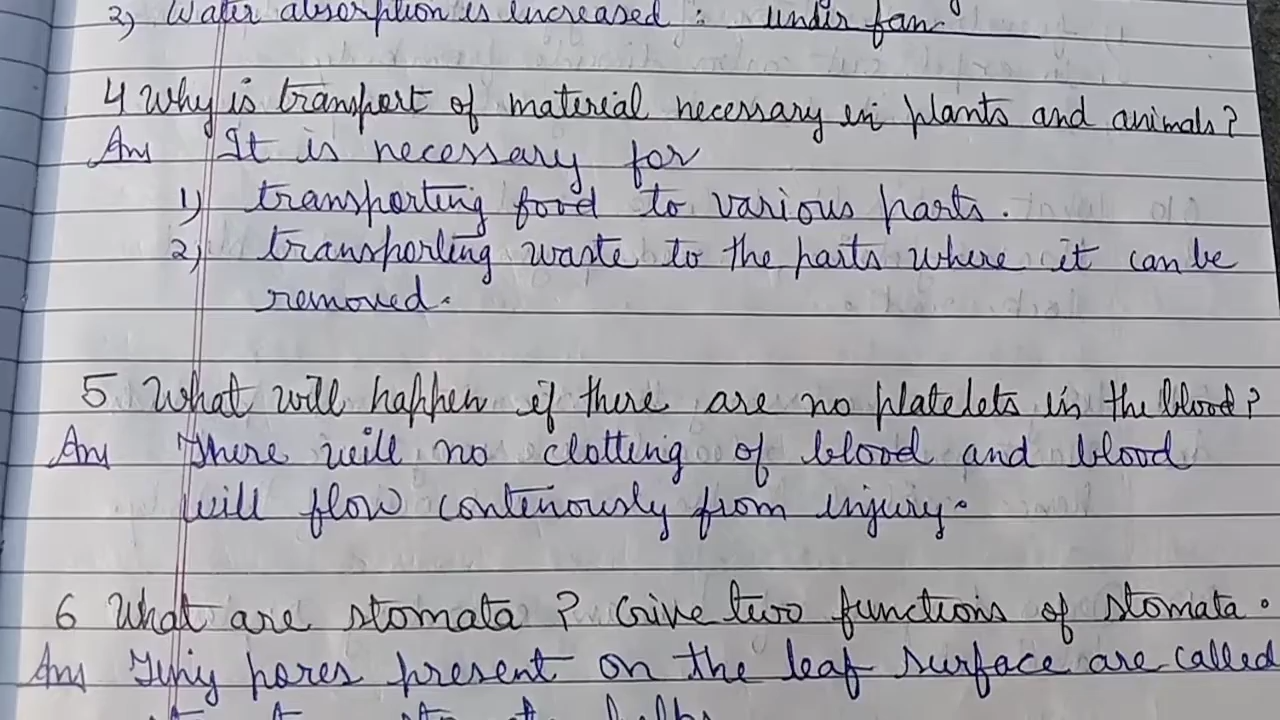 3) Water absorption is increased : under fan
4 Why is transport of material necessary in plants and animals?
Ans It is necessary for
1) transporting food to various parts.
2) transporting waste to the parts where it can be
removed.
5 What will happen if there are no platelets in the blood?
Ans There will no clotting of blood and blood
will flow contenously from injury.
6 What are stomata ? Give two functions of stomata.
Ans Tiny pores present on the leaf surface are called